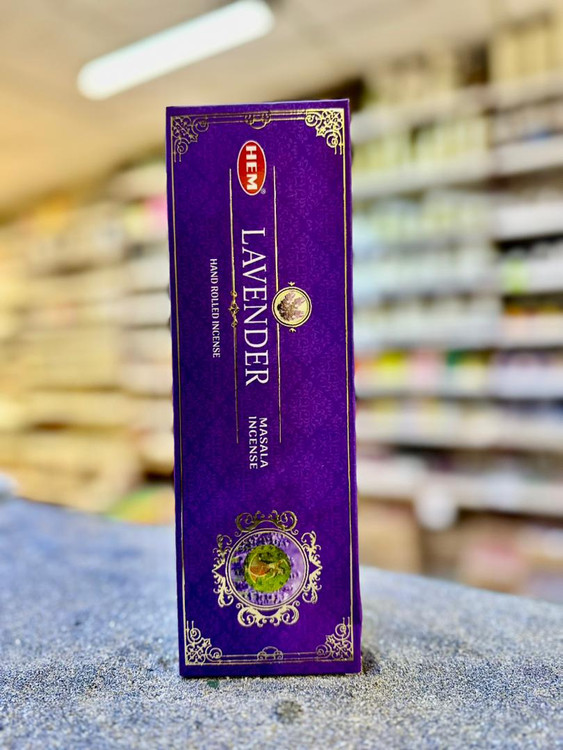 HEM
LAVENDER
MASALA
INCENSE
HAND ROLLED INCENSE